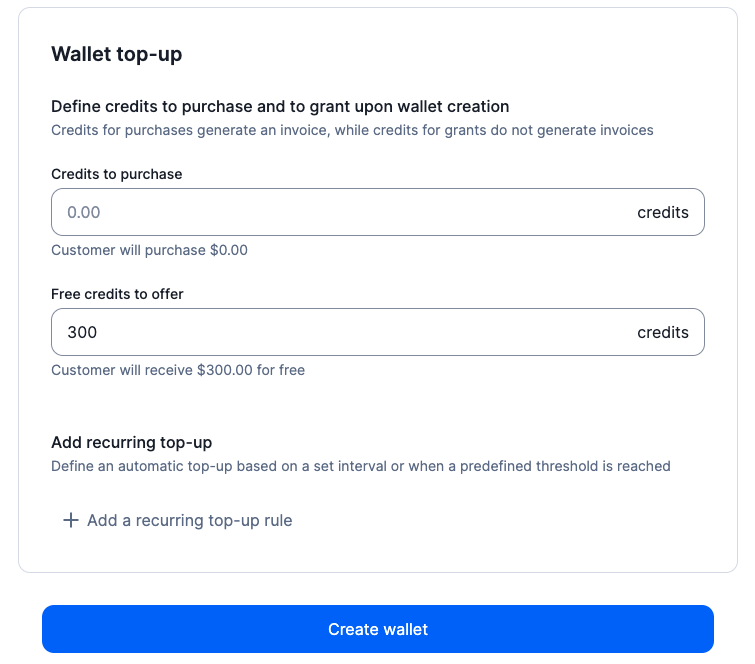 Wallet top-up
Define credits to purchase and to grant upon wallet creation
Credits for purchases generate an invoice, while credits for grants do not generate invoices
Credits to purchase
0.00 credits
Customer will purchase $0.00
Free credits to offer
300 credits
Customer will receive $300.00 for free
Add recurring top-up
Define an automatic top-up based on a set interval or when a predefined threshold is reached
Add a recurring top-up rule
Create wallet